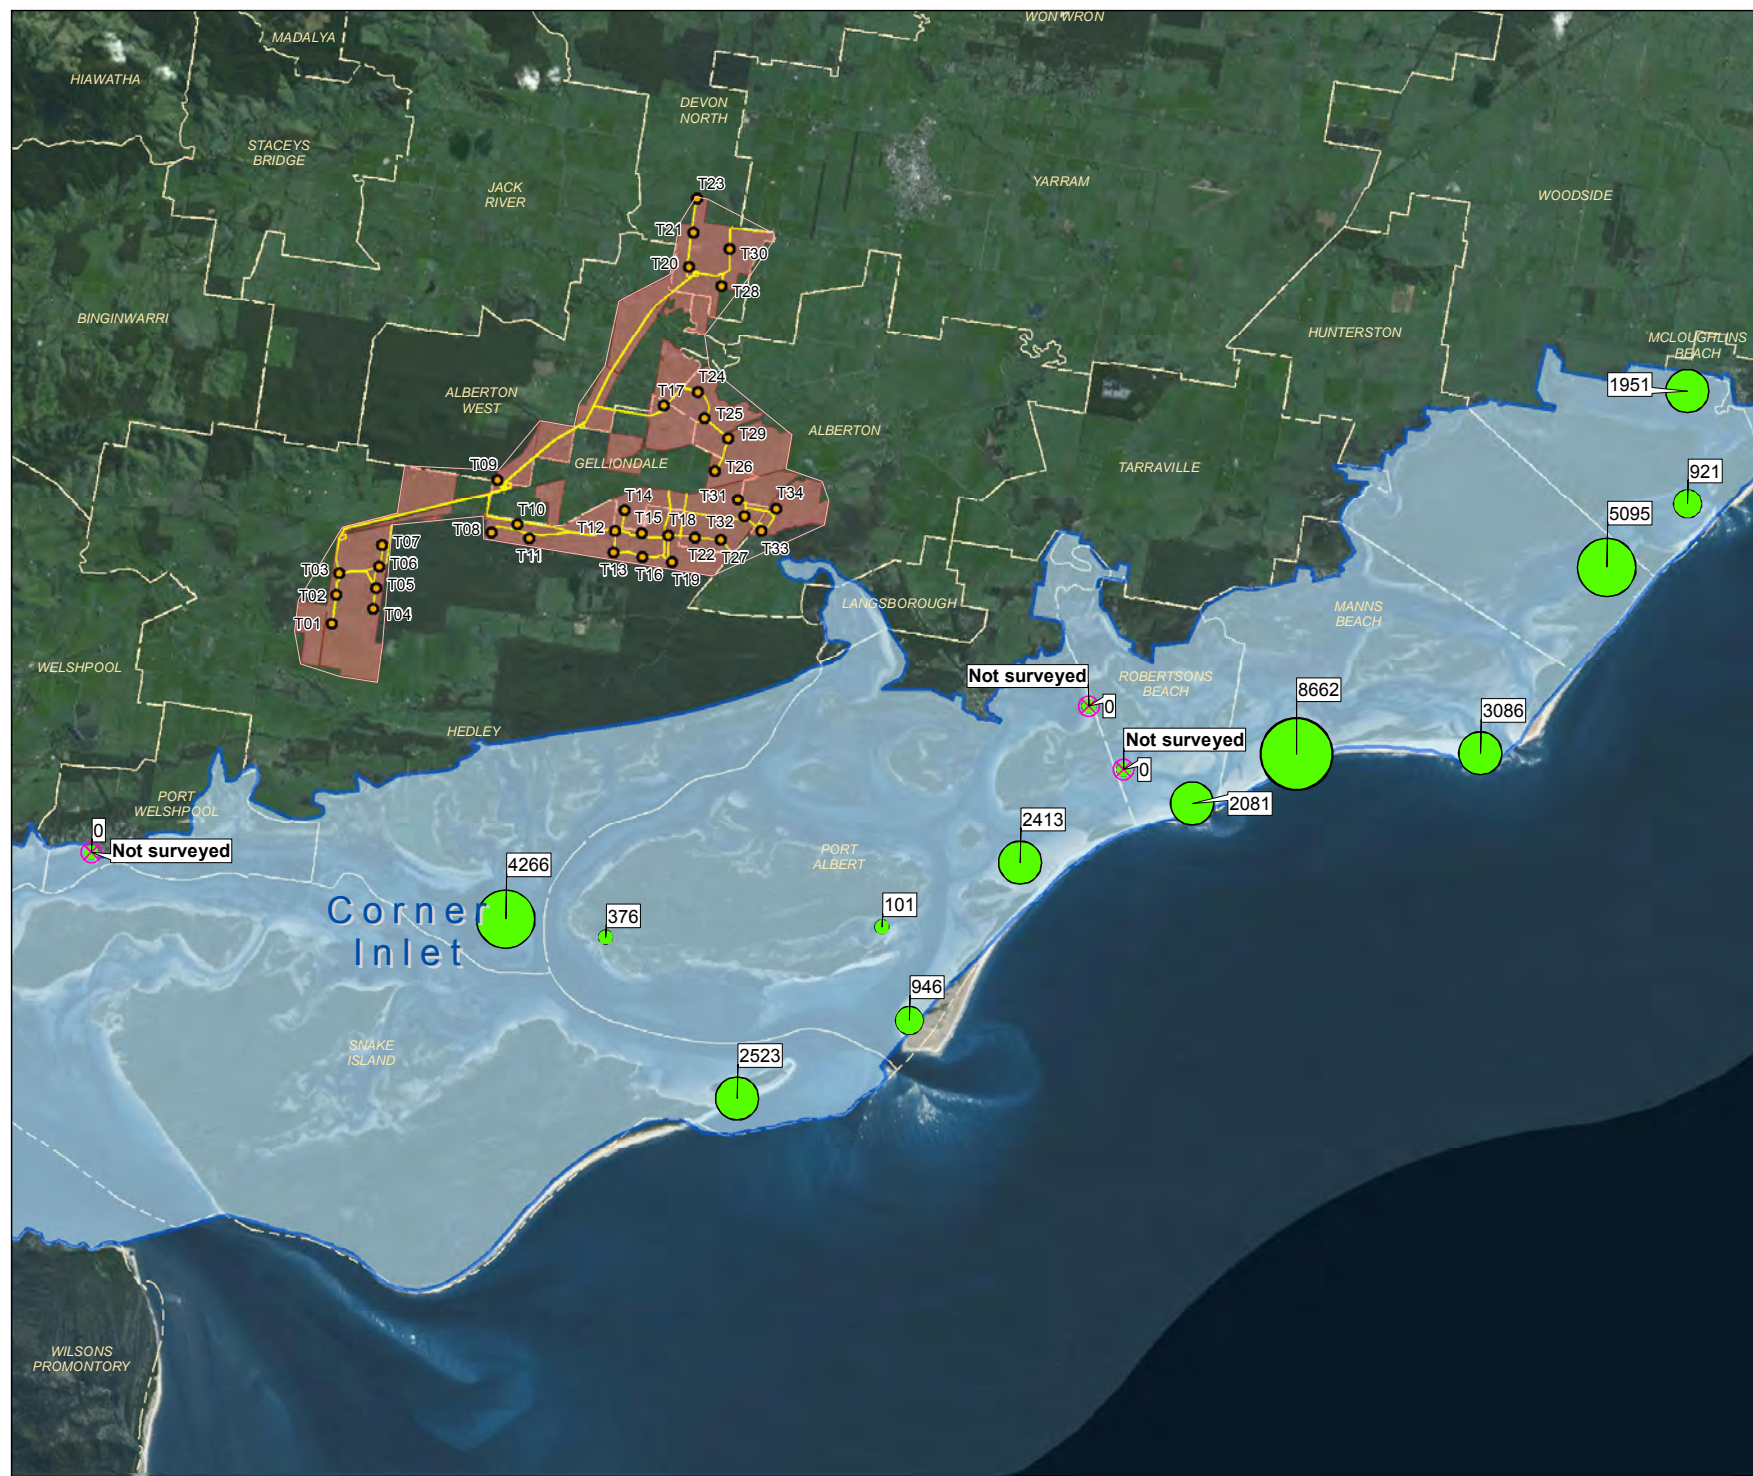 WON WRON
MADALYA
HIAWATHA
DEVON
NORTH
STACEYS
BRIDGE
JACK
RIVER
YARRAM
WOODSIDE
T23
T21
T30
T20
T28
BINGINWARRI
HUNTERSTON
MCLOUGHLINS
BEACH
1951
ALBERTON
WEST
T24
T17
T25
T29
ALBERTON
GELLIONDALE
T09
T26
TARRAVILLE
921
T31
T34
T14
T10
T15
T18
T32
T12
T08
T11
T22
T27
T33
T13
T16
T19
5095
T07
T06
T03
T05
T02
T04
T01
LANGSBOROUGH
MANNS
BEACH
WELSHPOOL
Not surveyed
0
ROBERTSONS
BEACH
8662
3086
HEDLEY
Not surveyed
0
PORT
WELSHPOOL
2081
0
Not surveyed
2413
PORT
ALBERT
4266
Corner
Inlet
376
101
946
SNAKE
ISLAND
2523
WILSONS
PROMONTORY